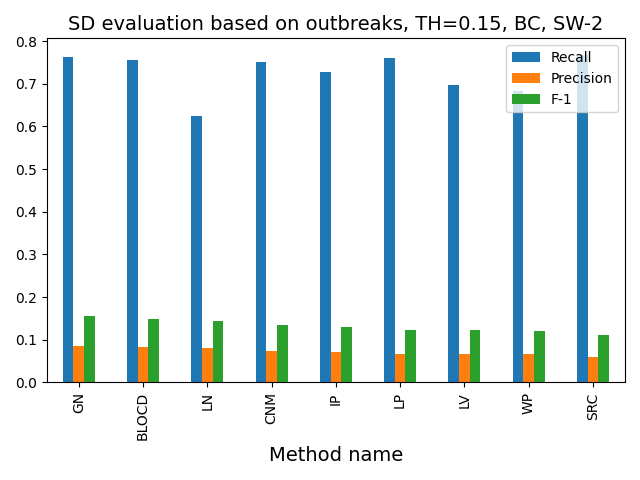 SD evaluation based on outbreaks, TH=0.15, BC, SW-2
Recall
Precision
F-1
0.8
0.7
0.6
0.5
0.4
0.3
0.2
0.1
0.0
GN
BLOCD
LN
CNM
IP
LP
LV
WP
SRC
Method name